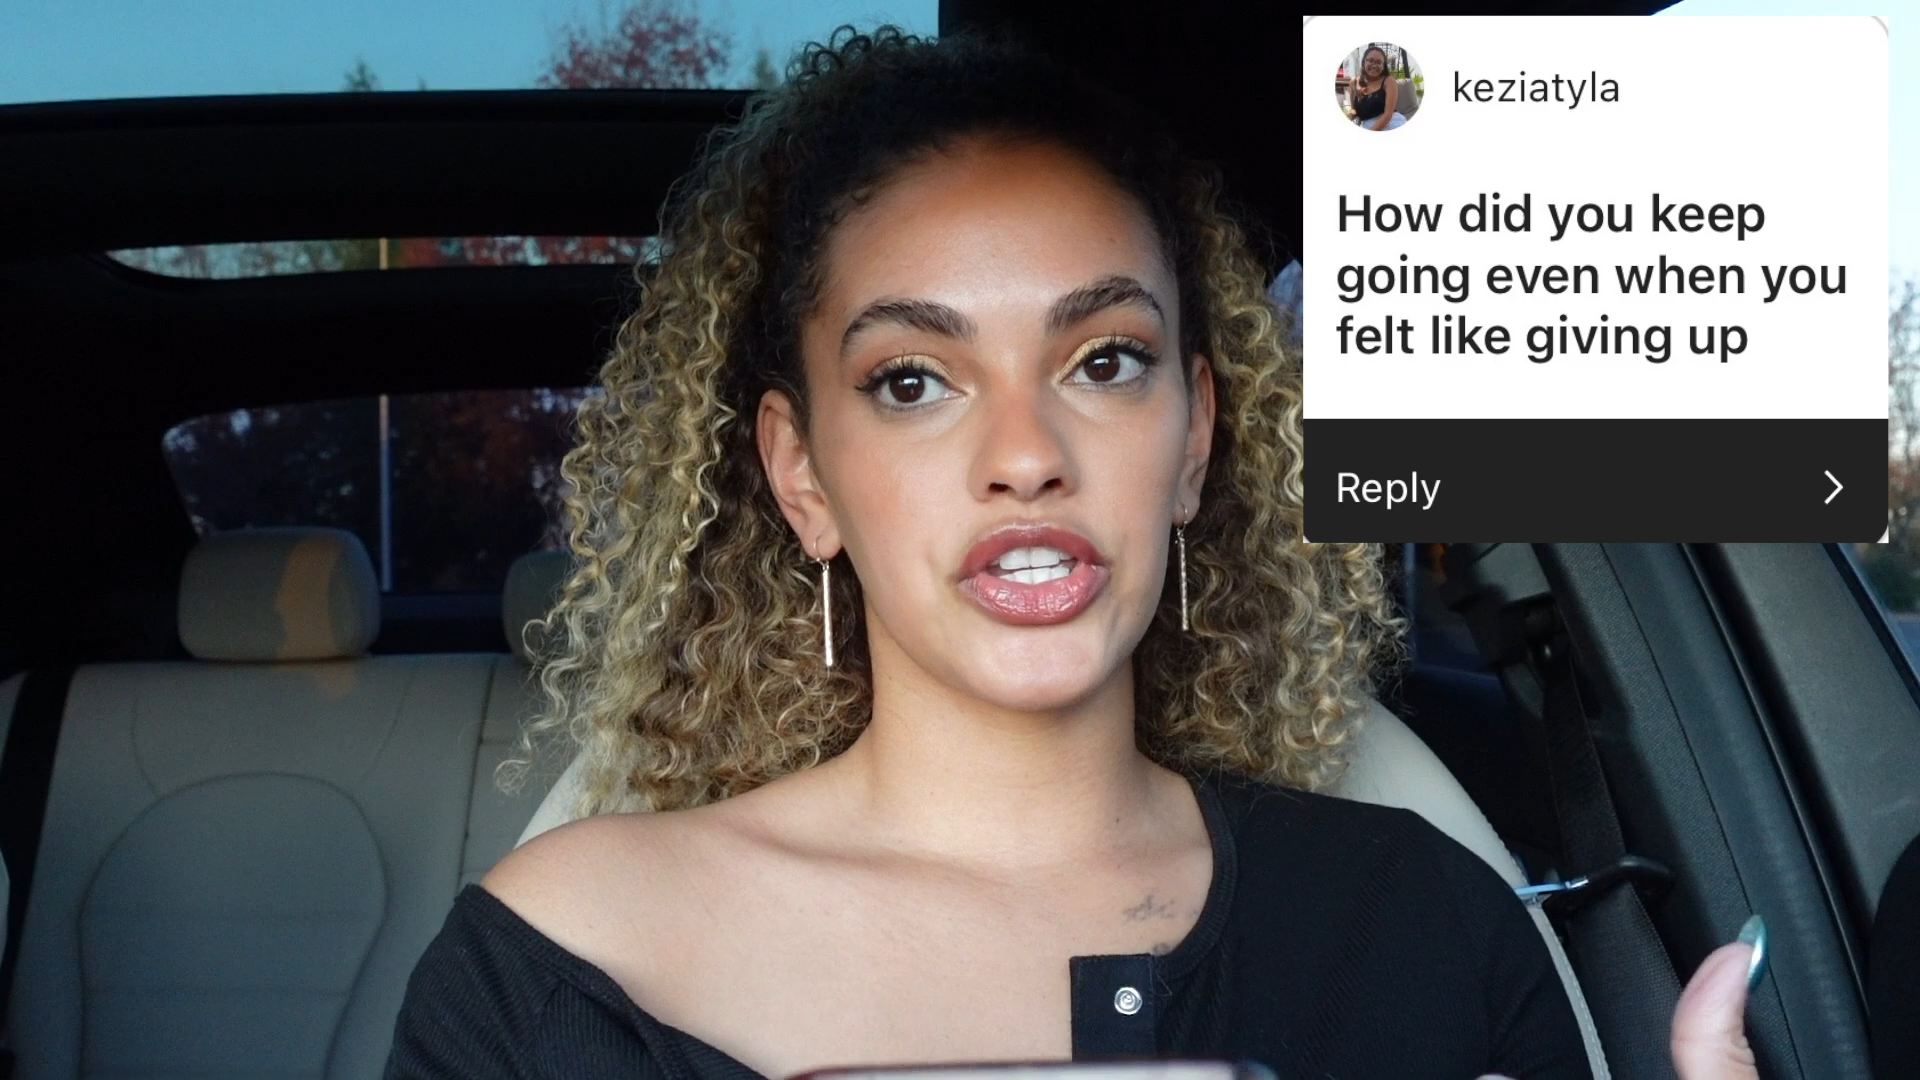 keziatyla
How did you keep
going even when you
felt like giving up
Reply